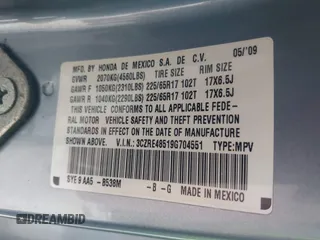 MFD. BY HONDA DE MEXICO S.A. DE C.V. 05/'09
GVWR 2070KG(4560LBS) TIRE SIZE RIM SIZE
GAWR F 1050KG(2310LBS) 225/65R17 102T 17X6.5J
GAWR R 1040KG(2290LBS) 225/65R17 102T 17X6.5J
THIS VEHICLE CONFORMS TO ALL APPLICABLE FEDE-
RAL MOTOR VEHICLE SAFETY AND THEFT PREVENTION
STANDARDS IN EFFECT ON THE DATE OF MANUFACTURE
SHOWN ABOVE. V.I.N.:3CZRE48519G704551 TYPE:MPV
SYE 9 AA5 -B538M -B -G MADE IN MEXICO
DREAMBID